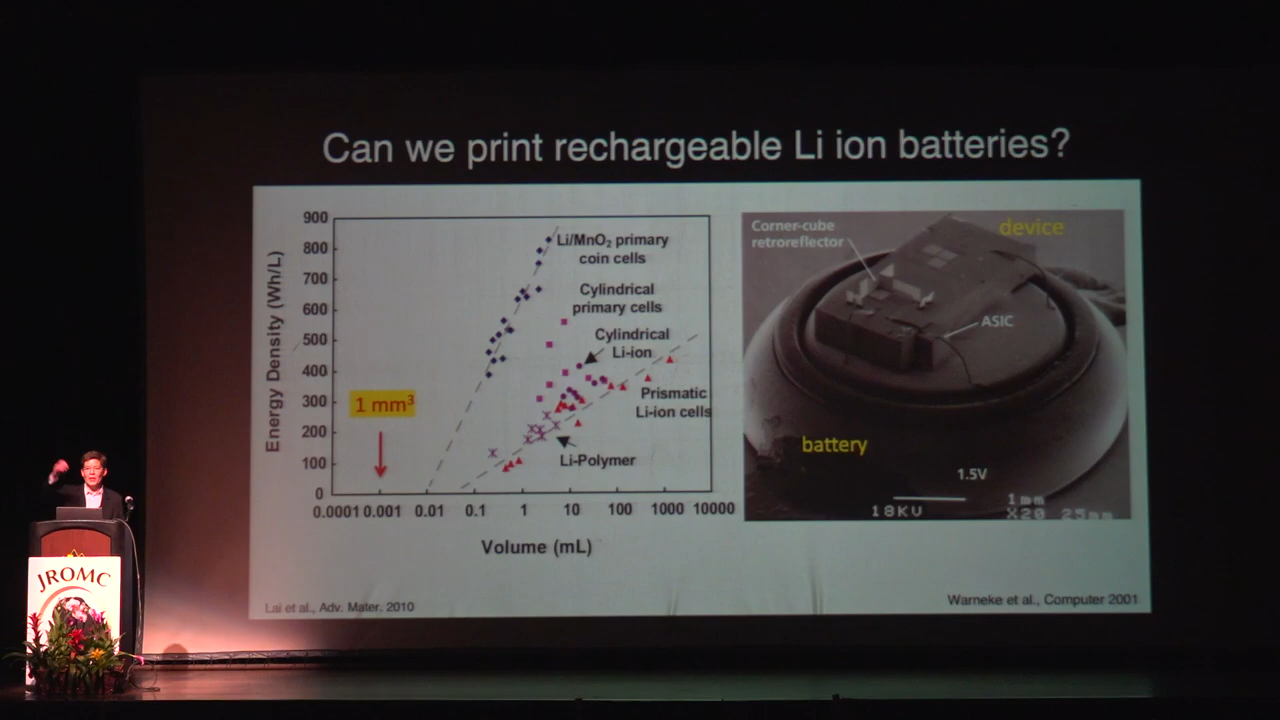 Can we print rechargeable Li ion batteries?
900
800
700
600
500
400
300
200
100
0
Energy Density (Wh/L)
Li/MnO₂ primary
coin cells
Cylindrical
primary cells
Cylindrical
Li-ion
Prismatic
Li-ion cells
Li-Polymer
1 mm³
0.0001 0.001 0.01 0.1 1 10 100 1000 10000
Volume (mL)
Lai et al., Adv. Mater. 2010
Corner-cube
retroreflector
device
ASIC
battery
1.5V
1mm
18KV X20 25mm
Warneke et al., Computer 2001
JROMC